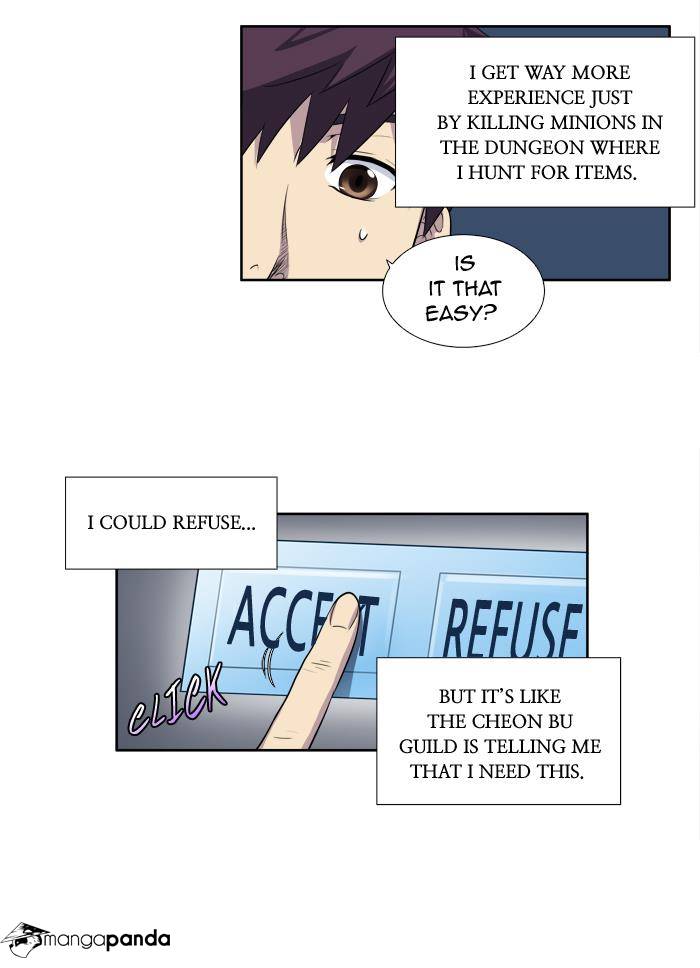 I GET WAY MORE
EXPERIENCE JUST
BY KILLING MINIONS IN
THE DUNGEON WHERE
I HUNT FOR ITEMS.
IS
IT THAT
EASY?
I COULD REFUSE...
ACCEPT REFUSE
CLICK
BUT IT'S LIKE
THE CHEON BU
GUILD IS TELLING ME
THAT I NEED THIS.
mangapanda